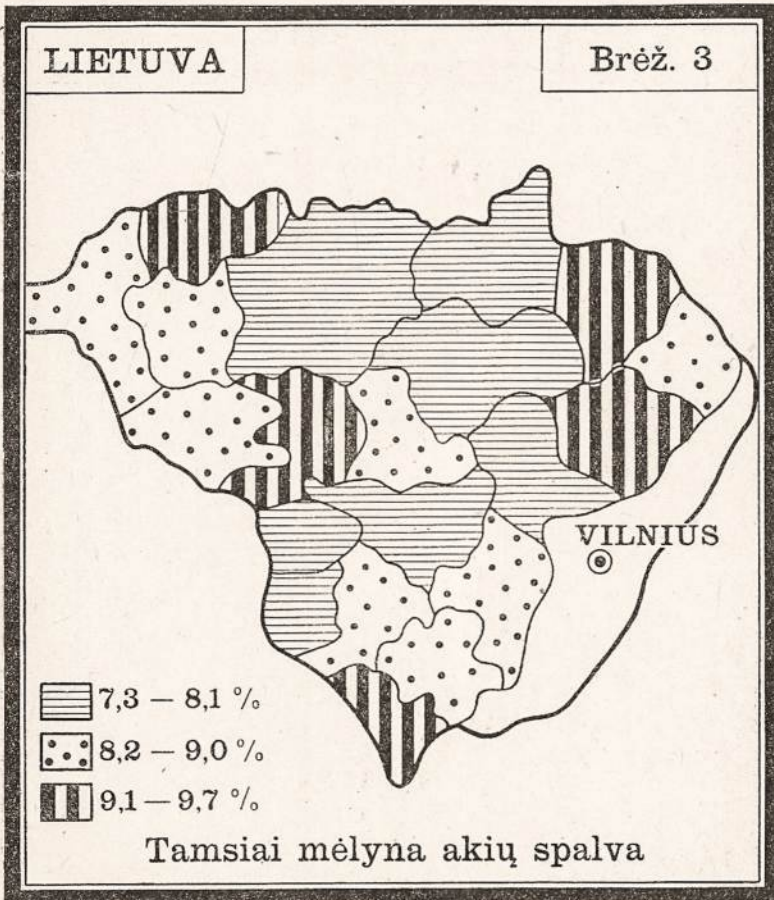 LIETUVA
Brėž. 3
VILNIUS
7,3 — 8,1 %
8,2 — 9,0 %
9,1 — 9,7 %
Tamsiai mėlyna akių spalva